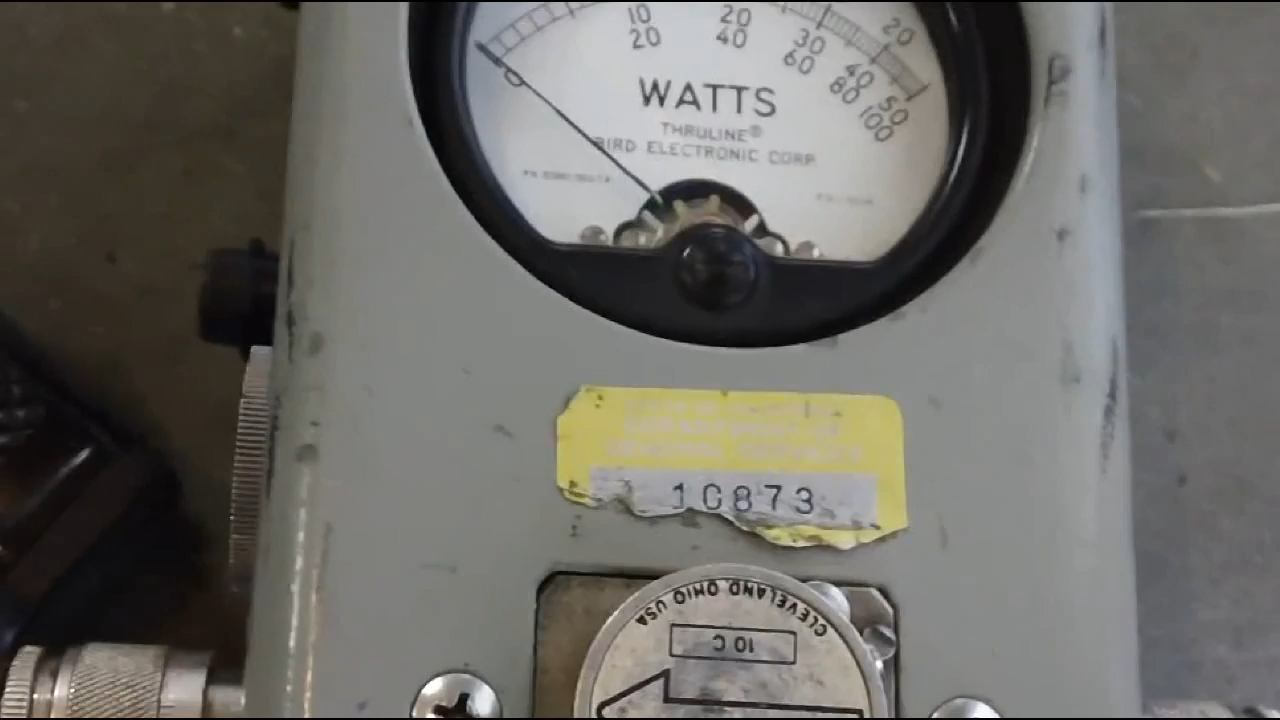 10 20 30 40 50
20 40 60 80 100
20
0
WATTS
THRULINE®
BIRD ELECTRONIC CORP.
10873
CLEVELAND OHIO USA
10 C